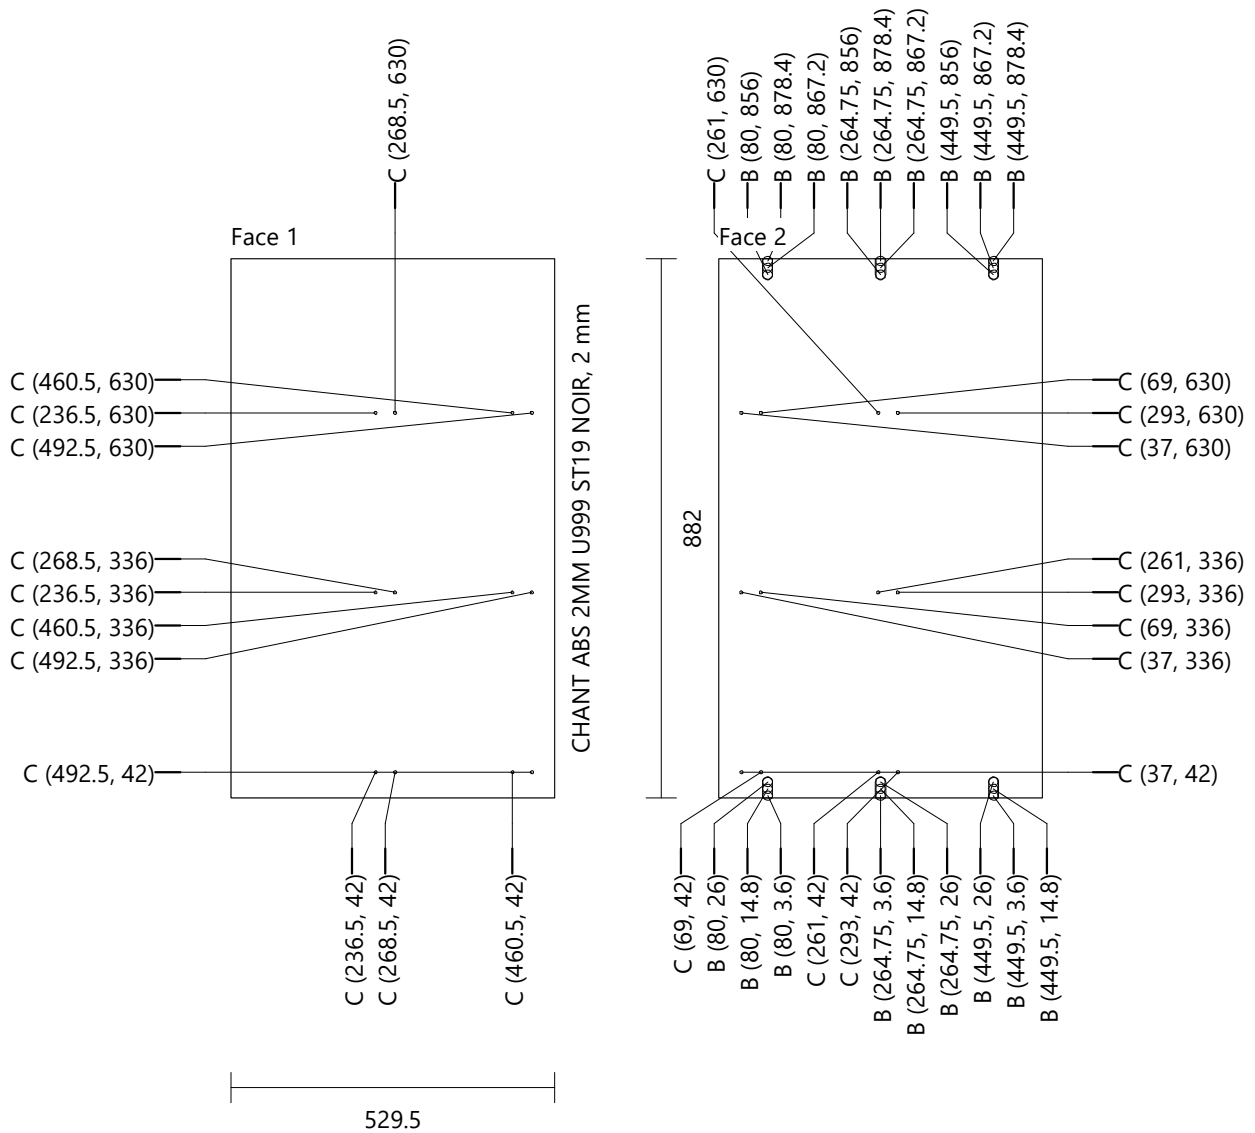 C (268.5, 630)
C (261, 630)
B (80, 856)
B (80, 878.4)
B (80, 867.2)
B (264.75, 856)
B (264.75, 878.4)
B (264.75, 867.2)
B (449.5, 856)
B (449.5, 867.2)
B (449.5, 878.4)
Face 1
Face 2
C (460.5, 630)
C (236.5, 630)
C (492.5, 630)
C (268.5, 336)
C (236.5, 336)
C (460.5, 336)
C (492.5, 336)
C (492.5, 42)
CHANT ABS 2MM U999 ST19 NOIR, 2 mm
882
C (69, 630)
C (293, 630)
C (37, 630)
C (261, 336)
C (293, 336)
C (69, 336)
C (37, 336)
C (37, 42)
C (236.5, 42)
C (268.5, 42)
C (460.5, 42)
C (69, 42)
B (80, 26)
B (80, 14.8)
B (80, 3.6)
C (261, 42)
C (293, 42)
B (264.75, 3.6)
B (264.75, 14.8)
B (264.75, 26)
B (449.5, 26)
B (449.5, 3.6)
B (449.5, 14.8)
529.5